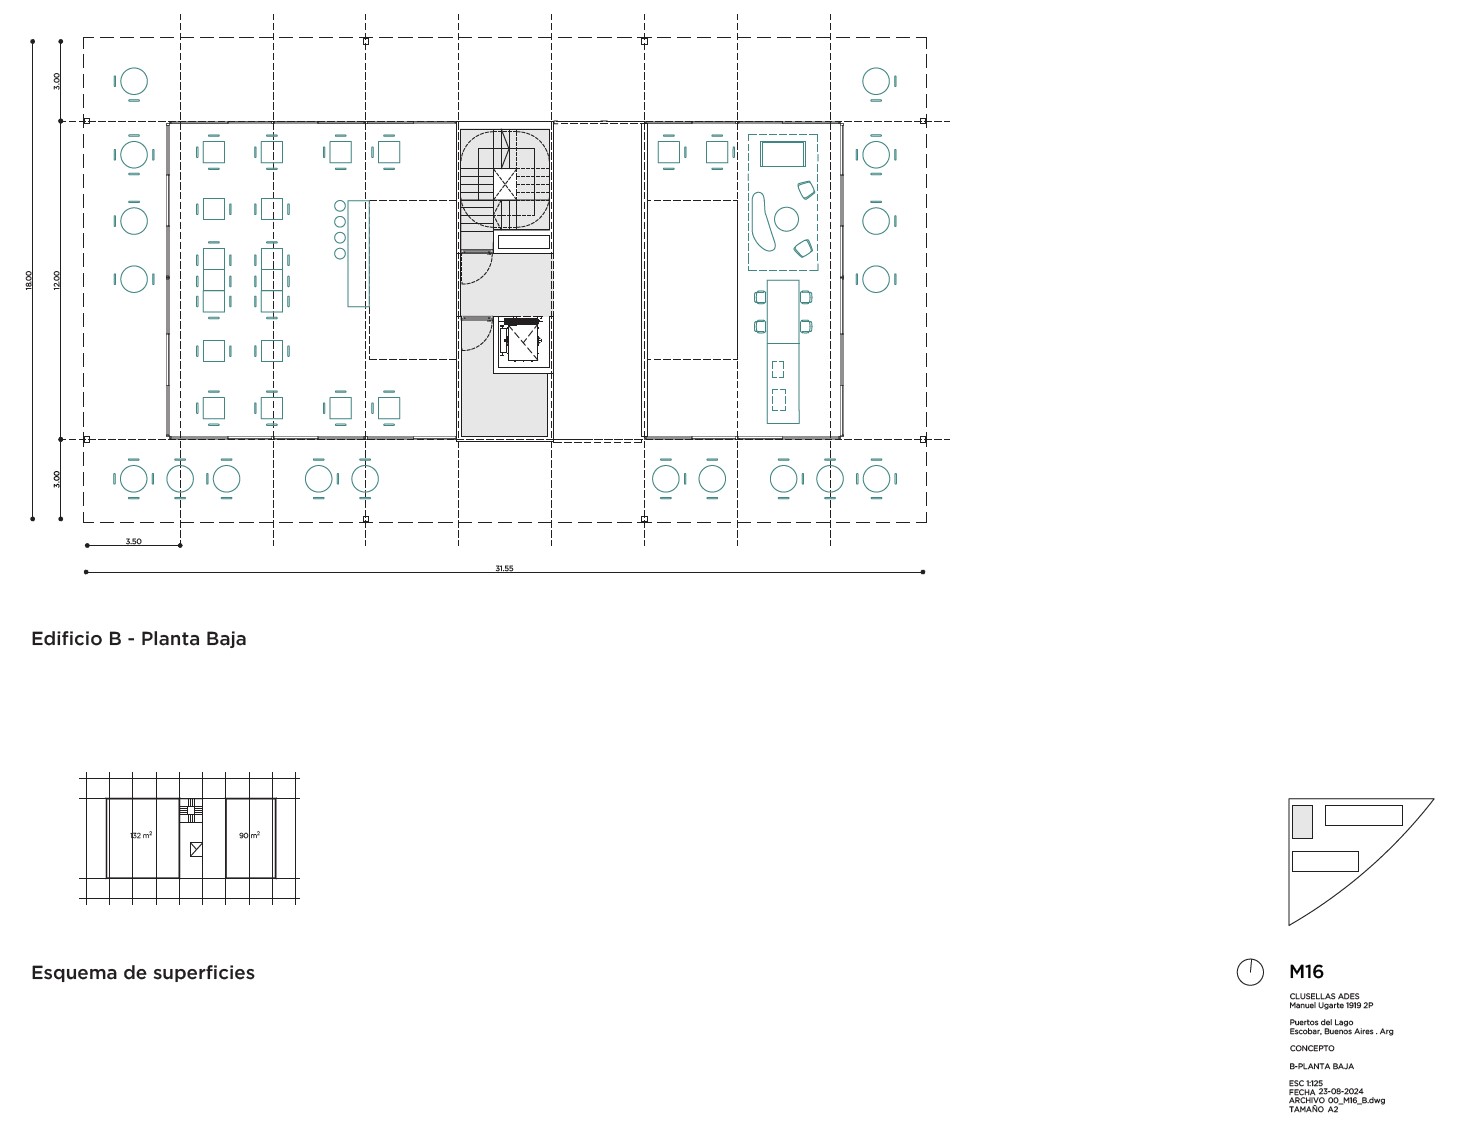 3.00
12.00
18.00
3.00
3.50
31.55
Edificio B - Planta Baja
132 m²
90 m²
Esquema de superficies
M16
CLUSELLAS ADES
Manuel Ugarte 1919 2P
Puertos del Lago
Escobar, Buenos Aires . Arg
CONCEPTO
B-PLANTA BAJA
ESC 1:125
FECHA 23-08-2024
ARCHIVO 00_M16_B.dwg
TAMAÑO A2